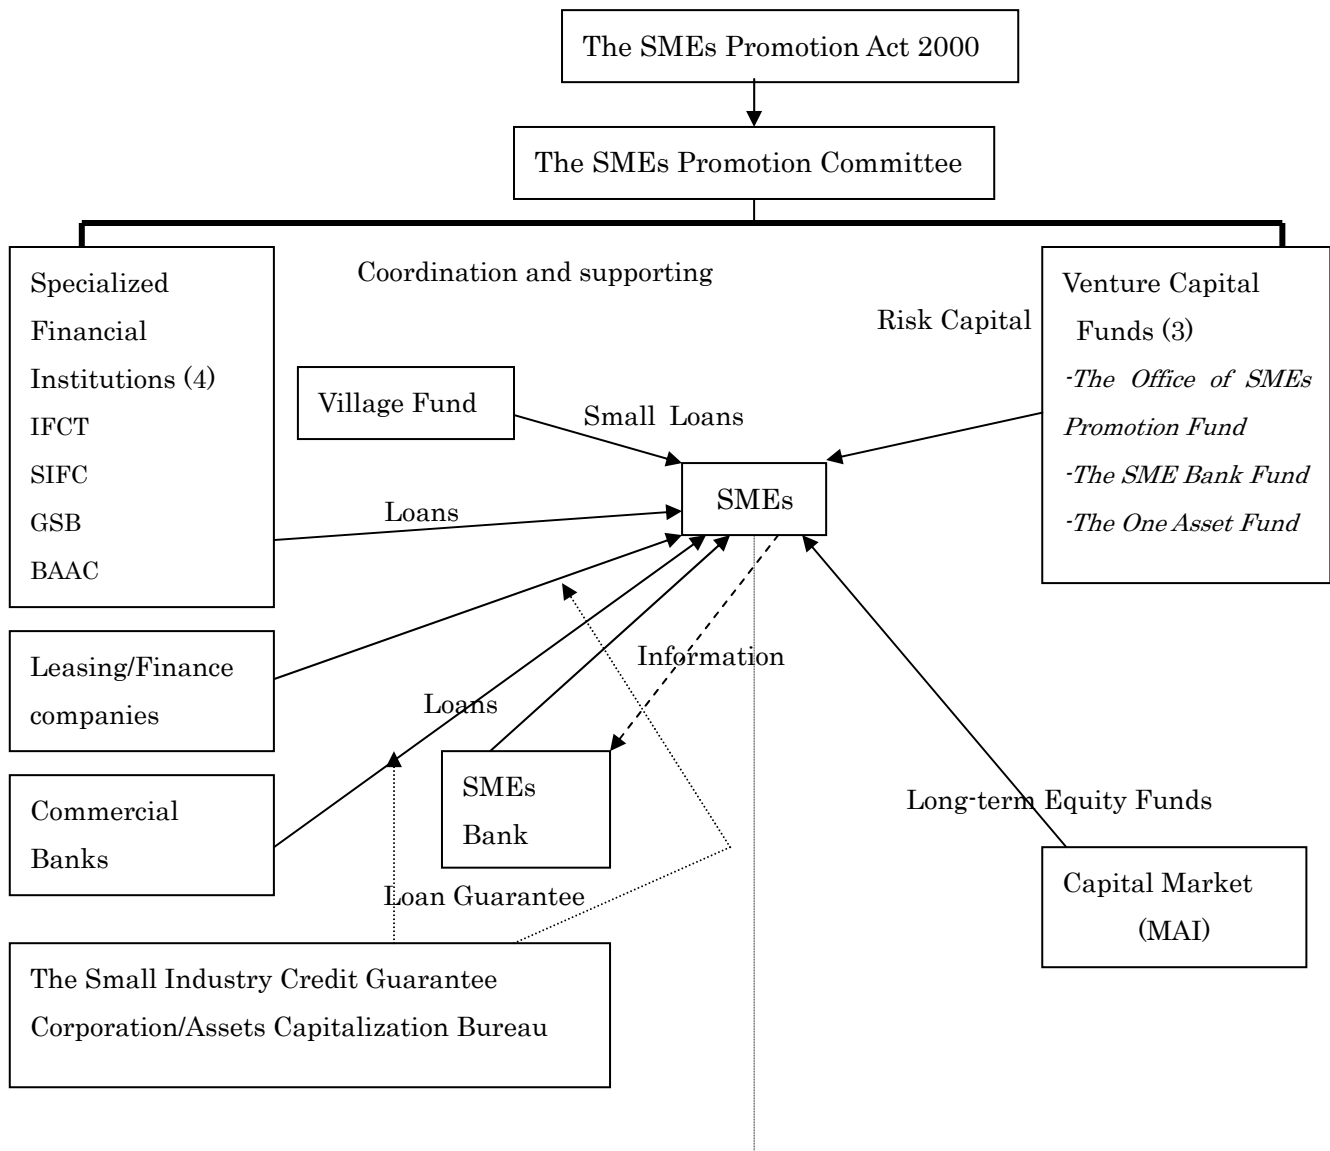 The SMEs Promotion Act 2000
The SMEs Promotion Committee
Specialized
Financial
Institutions (4)
IFCT
SIFC
GSB
BAAC
Coordination and supporting
Risk Capital
Venture Capital
Funds (3)
-The Office of SMEs
Promotion Fund
-The SME Bank Fund
-The One Asset Fund
Village Fund
Small Loans
SMEs
Loans
Leasing/Finance
companies
Information
Loans
Commercial
Banks
SMEs
Bank
Long-term Equity Funds
Loan Guarantee
Capital Market
(MAI)
The Small Industry Credit Guarantee
Corporation/Assets Capitalization Bureau